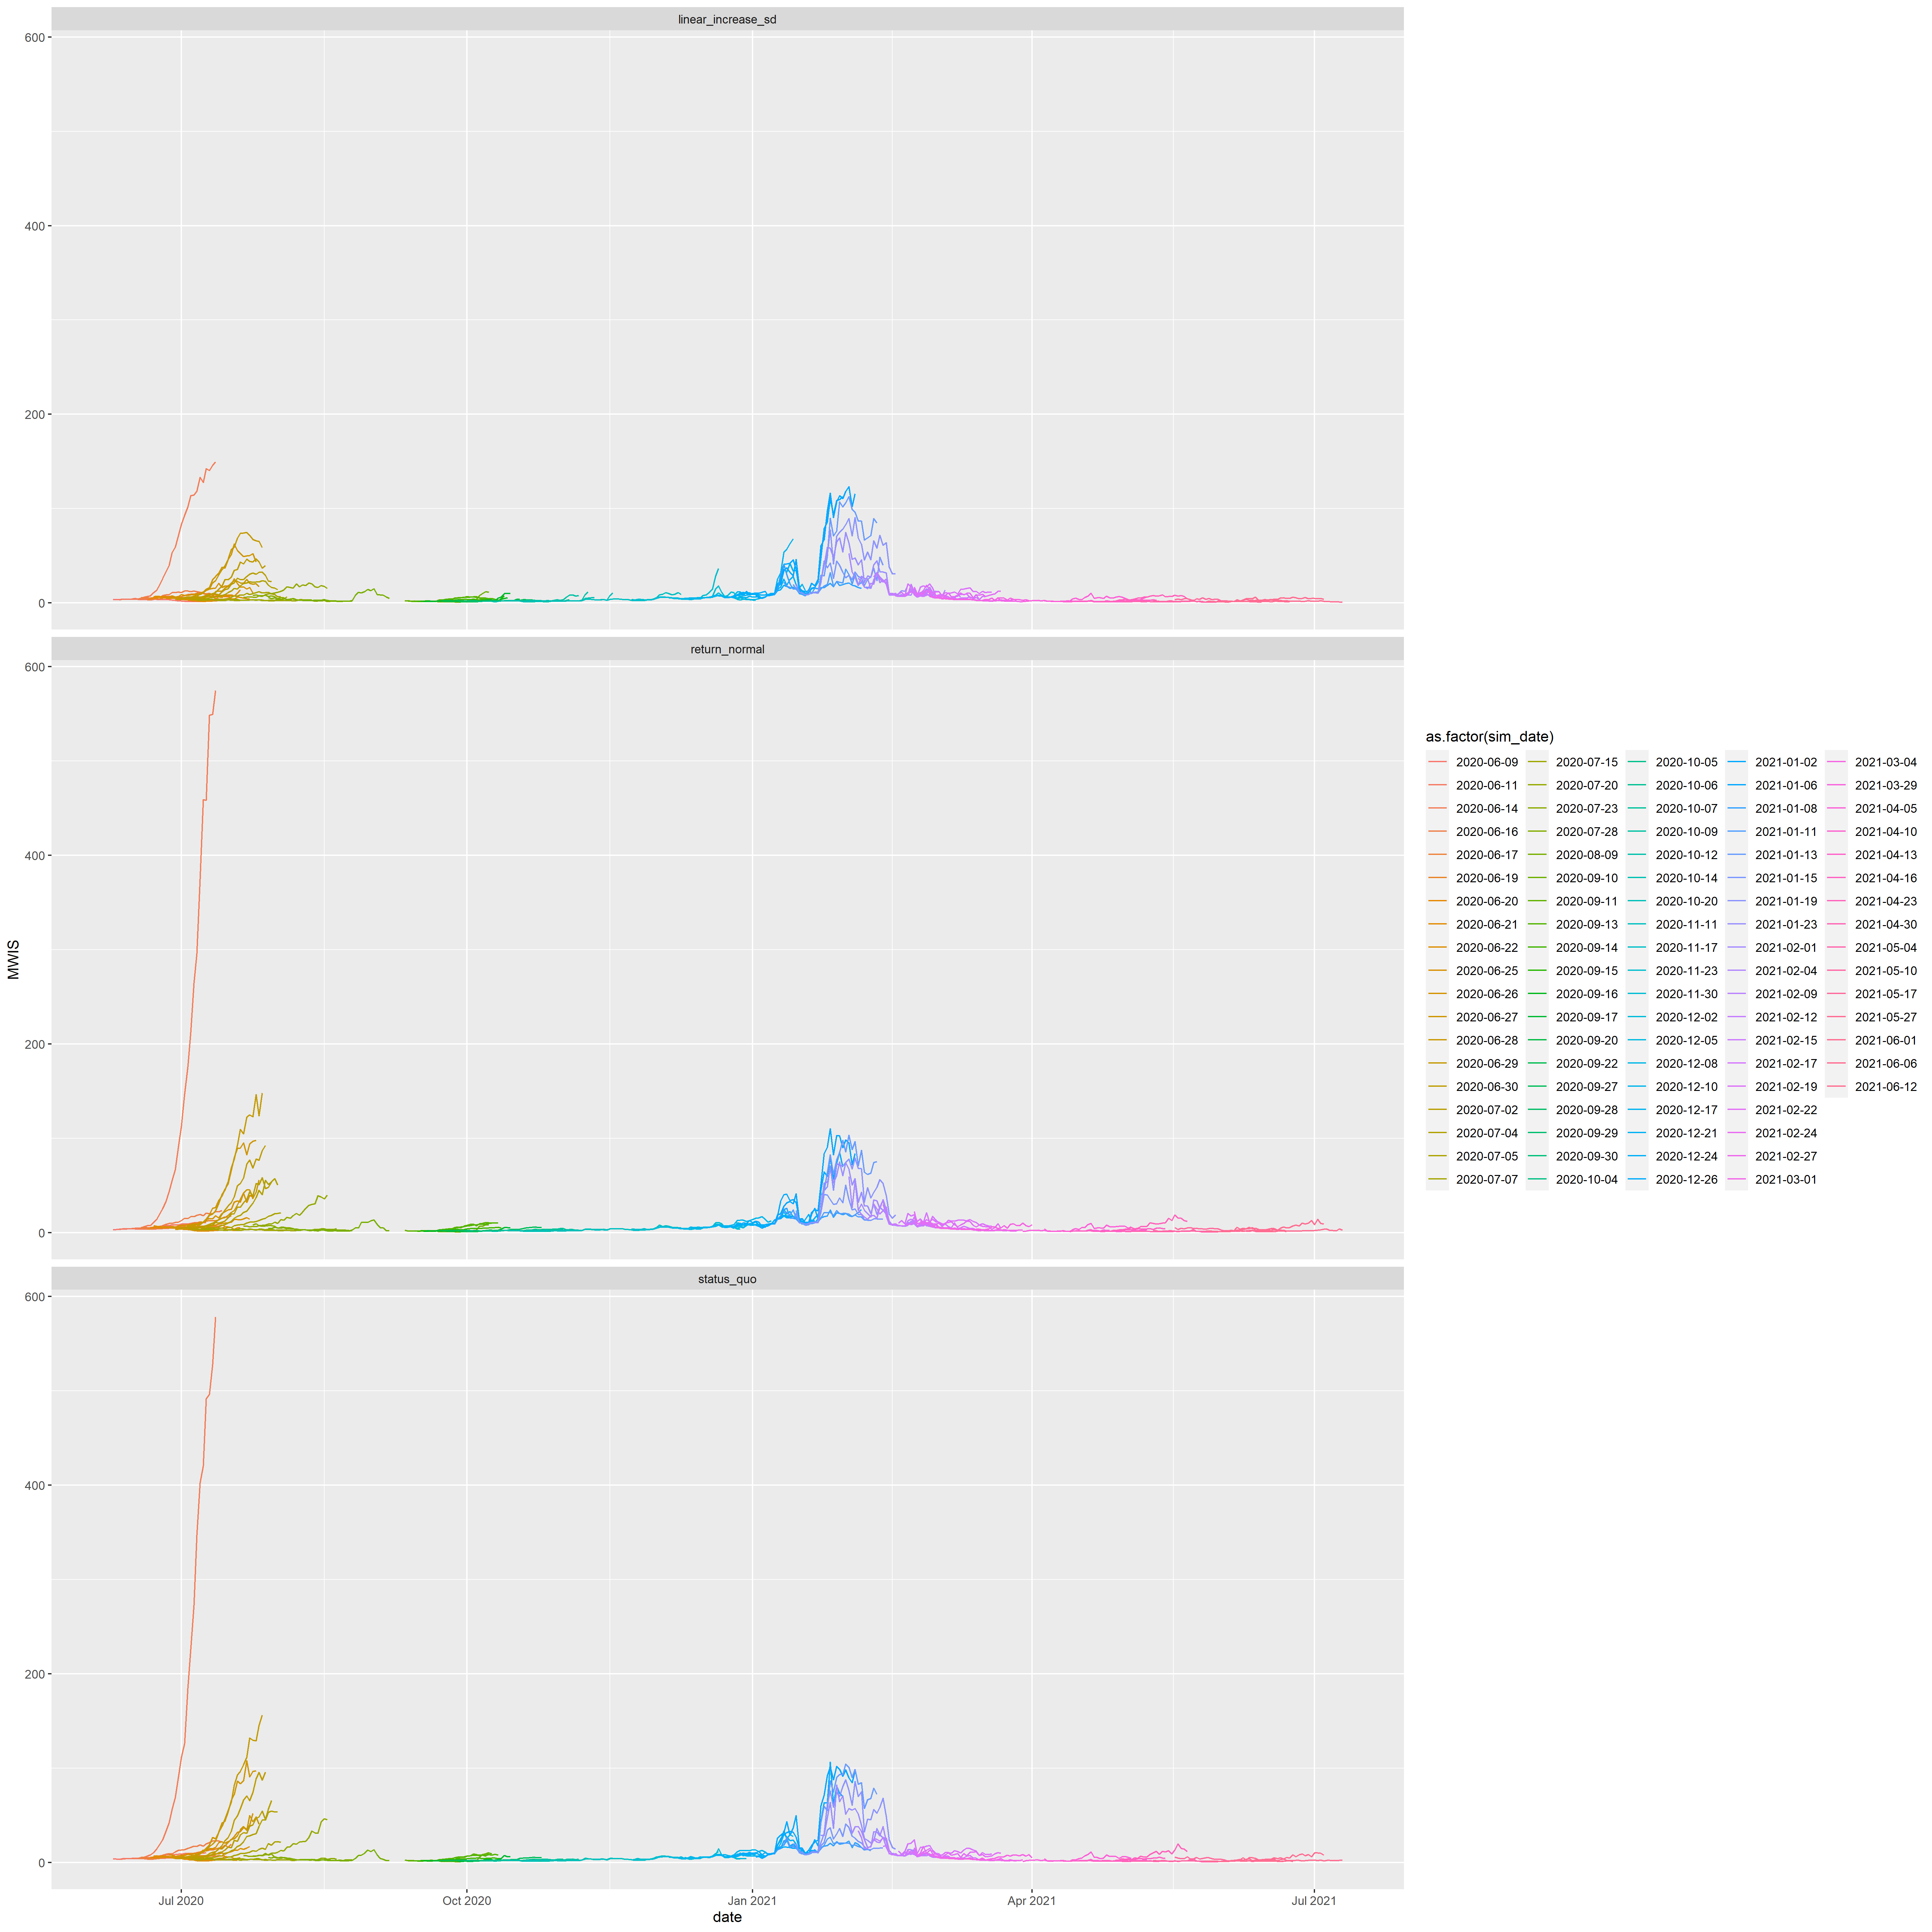 linear_increase_sd
600
400
200
0
return_normal
600
400
200
0
status_quo
600
400
200
0
MWIS
Jul 2020 Oct 2020 Jan 2021 Apr 2021 Jul 2021
date
as.factor(sim_date)
2020-06-09 2020-07-15 2020-10-05 2021-01-02 2021-03-04
2020-06-11 2020-07-20 2020-10-06 2021-01-06 2021-03-29
2020-06-14 2020-07-23 2020-10-07 2021-01-08 2021-04-05
2020-06-16 2020-07-28 2020-10-09 2021-01-11 2021-04-10
2020-06-17 2020-08-09 2020-10-12 2021-01-13 2021-04-13
2020-06-19 2020-09-10 2020-10-14 2021-01-15 2021-04-16
2020-06-20 2020-09-11 2020-10-20 2021-01-19 2021-04-23
2020-06-21 2020-09-13 2020-11-11 2021-01-23 2021-04-30
2020-06-22 2020-09-14 2020-11-17 2021-02-01 2021-05-04
2020-06-25 2020-09-15 2020-11-23 2021-02-04 2021-05-10
2020-06-26 2020-09-16 2020-11-30 2021-02-09 2021-05-17
2020-06-27 2020-09-17 2020-12-02 2021-02-12 2021-05-27
2020-06-28 2020-09-20 2020-12-05 2021-02-15 2021-06-01
2020-06-29 2020-09-22 2020-12-08 2021-02-17 2021-06-06
2020-06-30 2020-09-27 2020-12-10 2021-02-19 2021-06-12
2020-07-02 2020-09-28 2020-12-17 2021-02-22
2020-07-04 2020-09-29 2020-12-21 2021-02-24
2020-07-05 2020-09-30 2020-12-24 2021-02-27
2020-07-07 2020-10-04 2020-12-26 2021-03-01